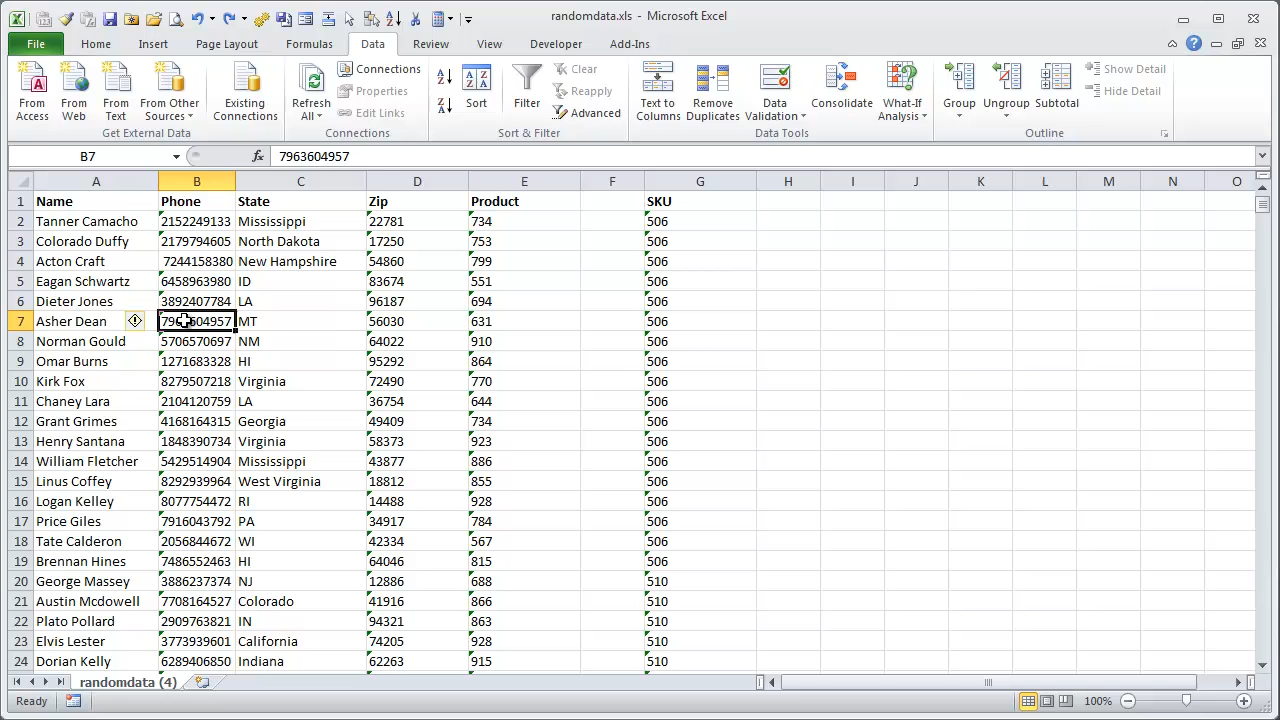 randomdata.xls - Microsoft Excel
File Home Insert Page Layout Formulas Data Review View Developer Add-Ins
From Access
From Web
From Text
From Other Sources
Existing Connections
Get External Data
Refresh All
Connections
Properties
Edit Links
Connections
Sort
Filter
Clear
Reapply
Advanced
Sort & Filter
Text to Columns
Remove Duplicates
Data Validation
Consolidate
What-If Analysis
Data Tools
Group
Ungroup
Subtotal
Show Detail
Hide Detail
Outline
B7 fx 7963604957
A B C D E F G H I J K L M N O
1 Name Phone State Zip Product SKU
2 Tanner Camacho 2152249133 Mississippi 22781 734 506
3 Colorado Duffy 2179794605 North Dakota 17250 753 506
4 Acton Craft 7244158380 New Hampshire 54860 799 506
5 Eagan Schwartz 6458963980 ID 83674 551 506
6 Dieter Jones 3892407784 LA 96187 694 506
7 Asher Dean 7963604957 MT 56030 631 506
8 Norman Gould 5706570697 NM 64022 910 506
9 Omar Burns 1271683328 HI 95292 864 506
10 Kirk Fox 8279507218 Virginia 72490 770 506
11 Chaney Lara 2104120759 LA 36754 644 506
12 Grant Grimes 4168164315 Georgia 49409 734 506
13 Henry Santana 1848390734 Virginia 58373 923 506
14 William Fletcher 5429514904 Mississippi 43877 886 506
15 Linus Coffey 8292939964 West Virginia 18812 855 506
16 Logan Kelley 8077754472 RI 14488 928 506
17 Price Giles 7916043792 PA 34917 784 506
18 Tate Calderon 2056844672 WI 42334 567 506
19 Brennan Hines 7486552463 HI 64046 815 506
20 George Massey 3886237374 NJ 12886 688 510
21 Austin Mcdowell 7708164527 Colorado 41916 866 510
22 Plato Pollard 2909763821 IN 94321 863 510
23 Elvis Lester 3773939601 California 74205 928 510
24 Dorian Kelly 6289406850 Indiana 62263 915 510
randomdata (4)
Ready 100%